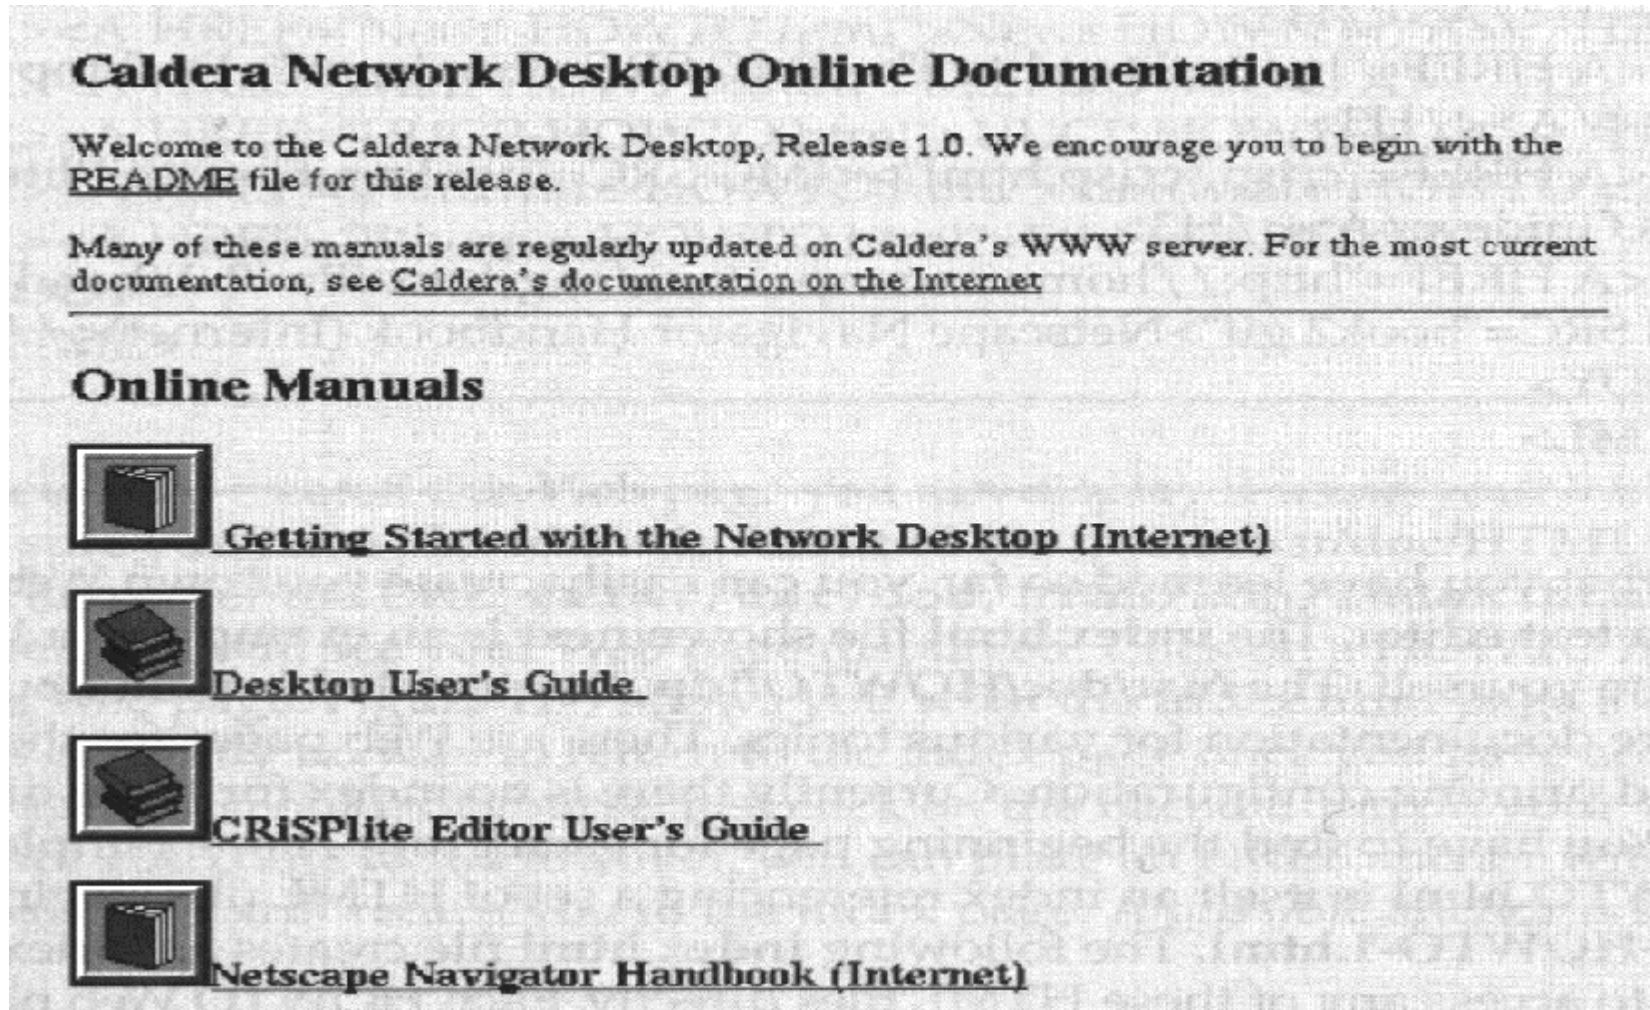 Caldera Network Desktop Online Documentation
Welcome to the Caldera Network Desktop, Release 1.0. We encourage you to begin with the
README file for this release.
Many of these manuals are regularly updated on Caldera's WWW server. For the most current
documentation, see Caldera's documentation on the Internet
Online Manuals
Getting Started with the Network Desktop (Internet)
Desktop User's Guide
CRiSPlite Editor User's Guide
Netscape Navigator Handbook (Internet)